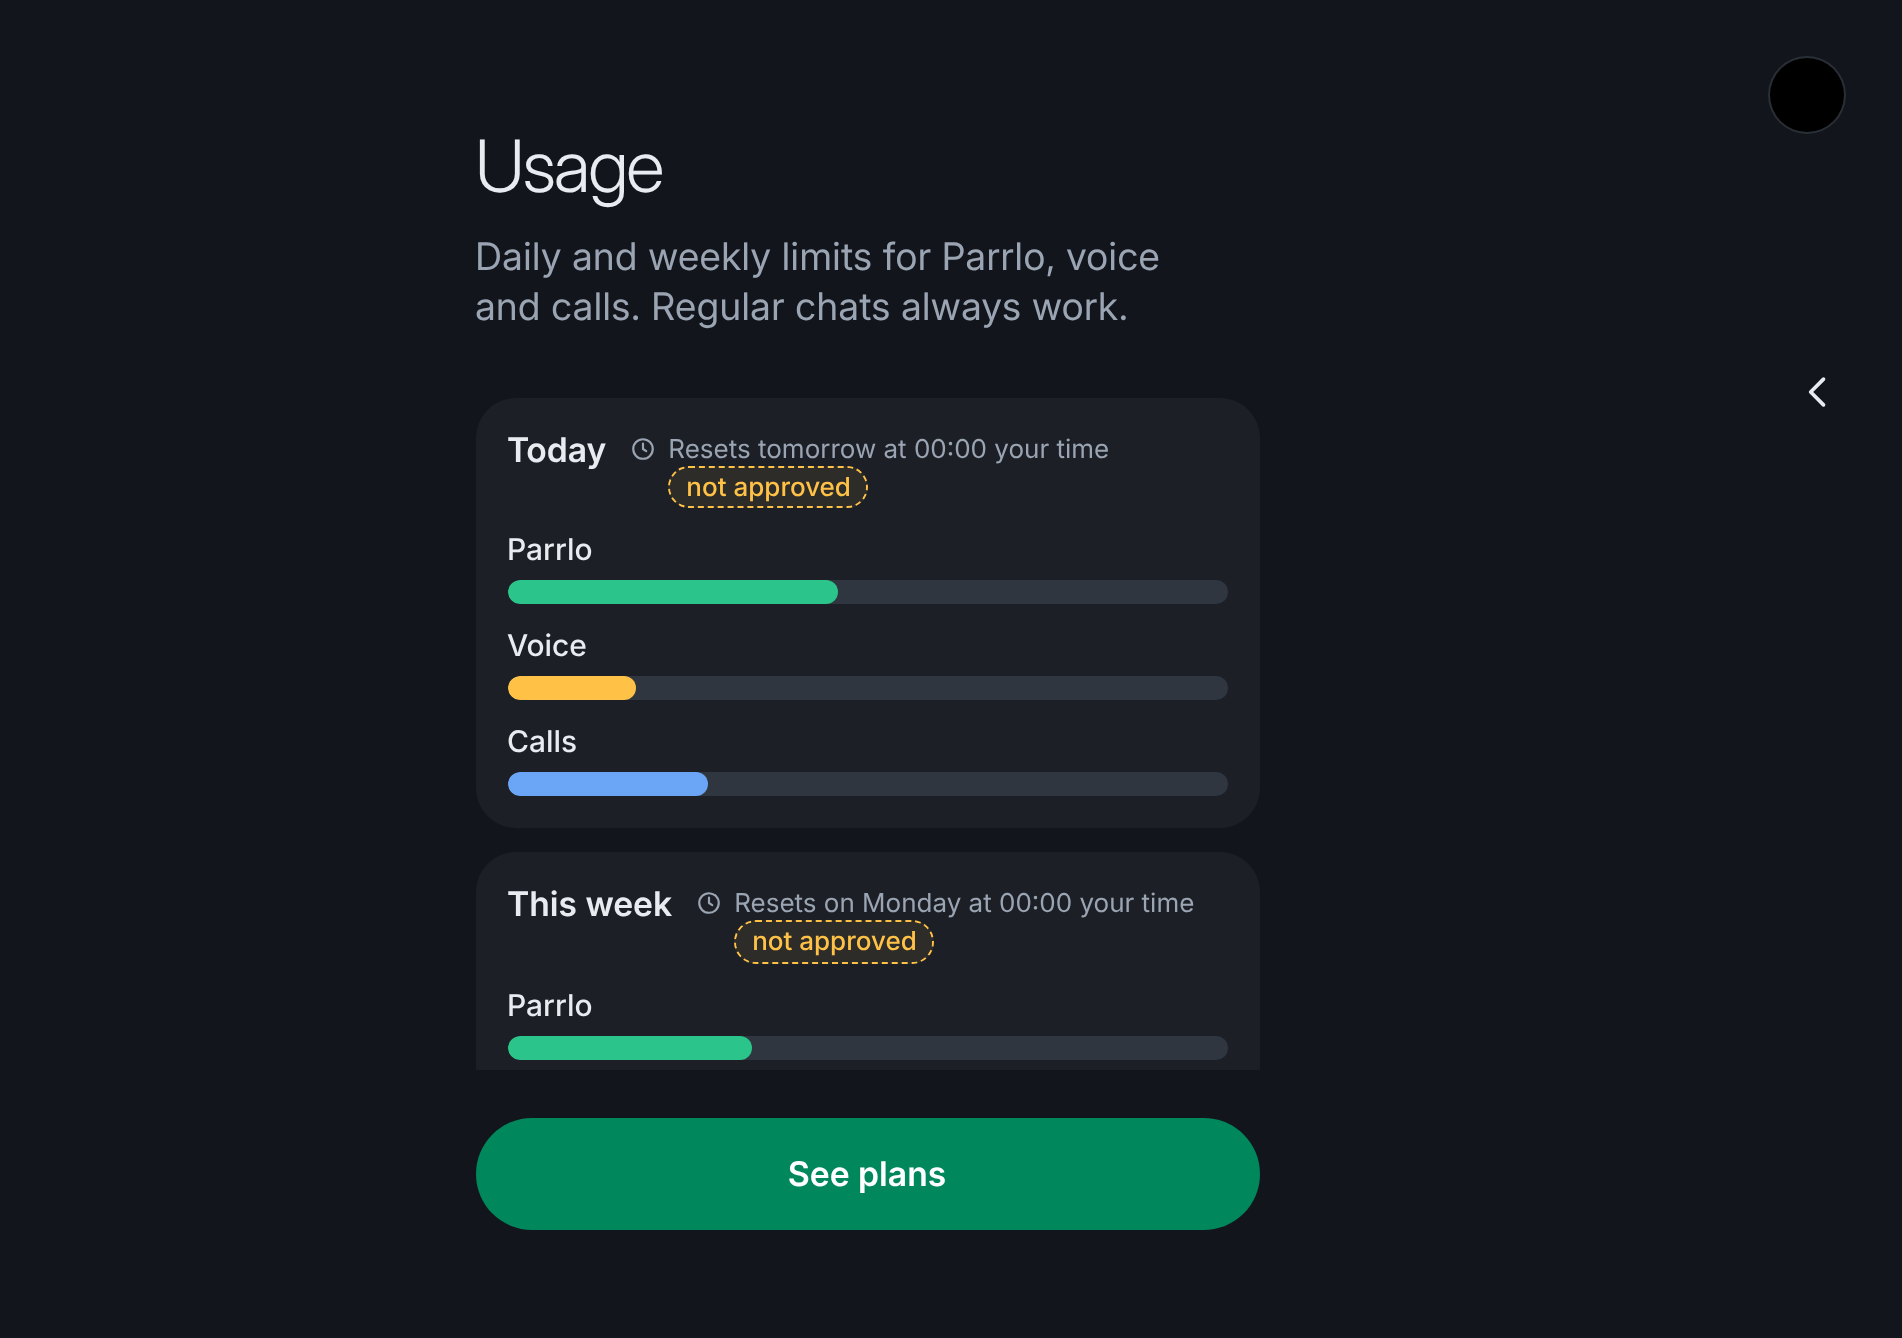 Usage
Daily and weekly limits for Parrlo, voice
and calls. Regular chats always work.
Today Resets tomorrow at 00:00 your time
not approved
Parrlo
Voice
Calls
This week Resets on Monday at 00:00 your time
not approved
Parrlo
See plans